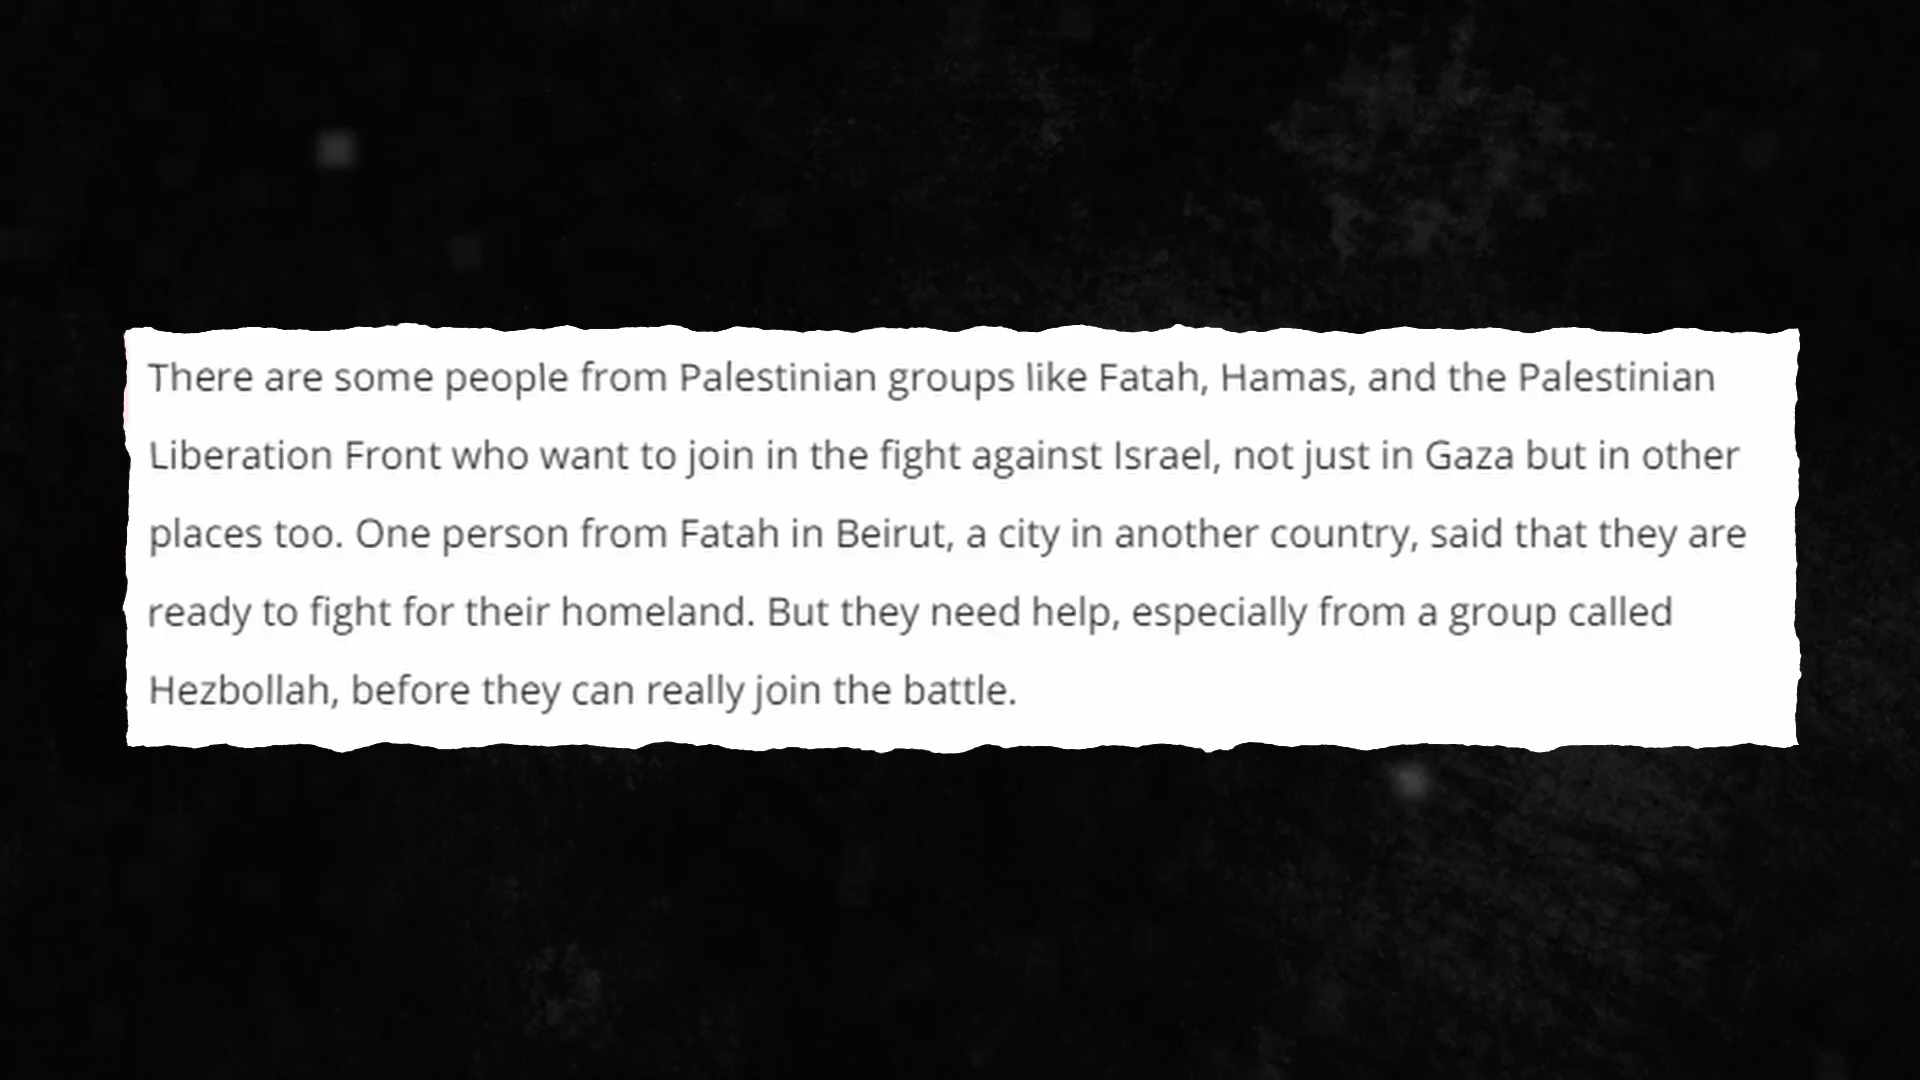 There are some people from Palestinian groups like Fatah, Hamas, and the Palestinian
Liberation Front who want to join in the fight against Israel, not just in Gaza but in other
places too. One person from Fatah in Beirut, a city in another country, said that they are
ready to fight for their homeland. But they need help, especially from a group called
Hezbollah, before they can really join the battle.